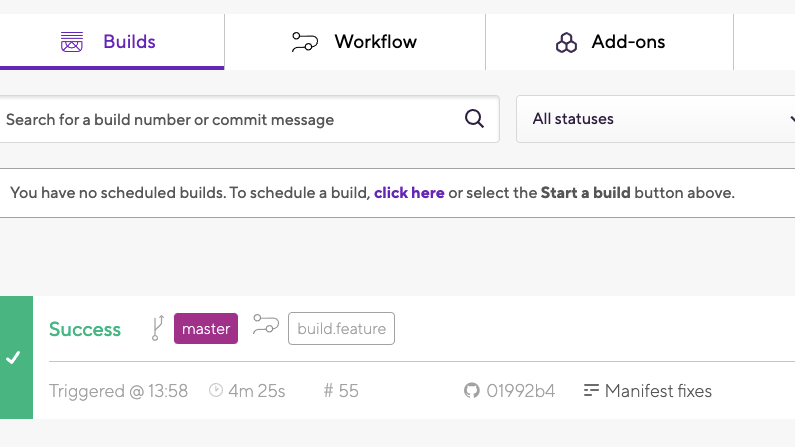 Builds Workflow Add-ons
Search for a build number or commit message All statuses
You have no scheduled builds. To schedule a build, click here or select the Start a build button above.
Success master build.feature
Triggered @ 13:58 4m 25s # 55 01992b4 Manifest fixes